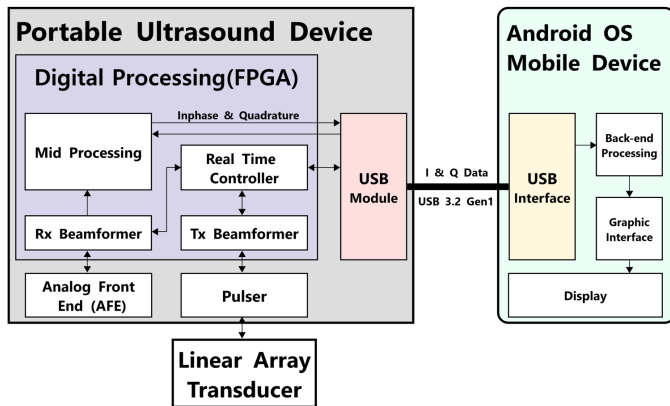 Portable Ultrasound Device
Digital Processing(FPGA)
Inphase & Quadrature
Mid Processing
Real Time
Controller
Rx Beamformer
Tx Beamformer
Analog Front
End (AFE)
Pulser
Linear Array
Transducer
USB
Module
I & Q Data
USB 3.2 Gen1
Android OS
Mobile Device
USB
Interface
Back-end
Processing
Graphic
Interface
Display